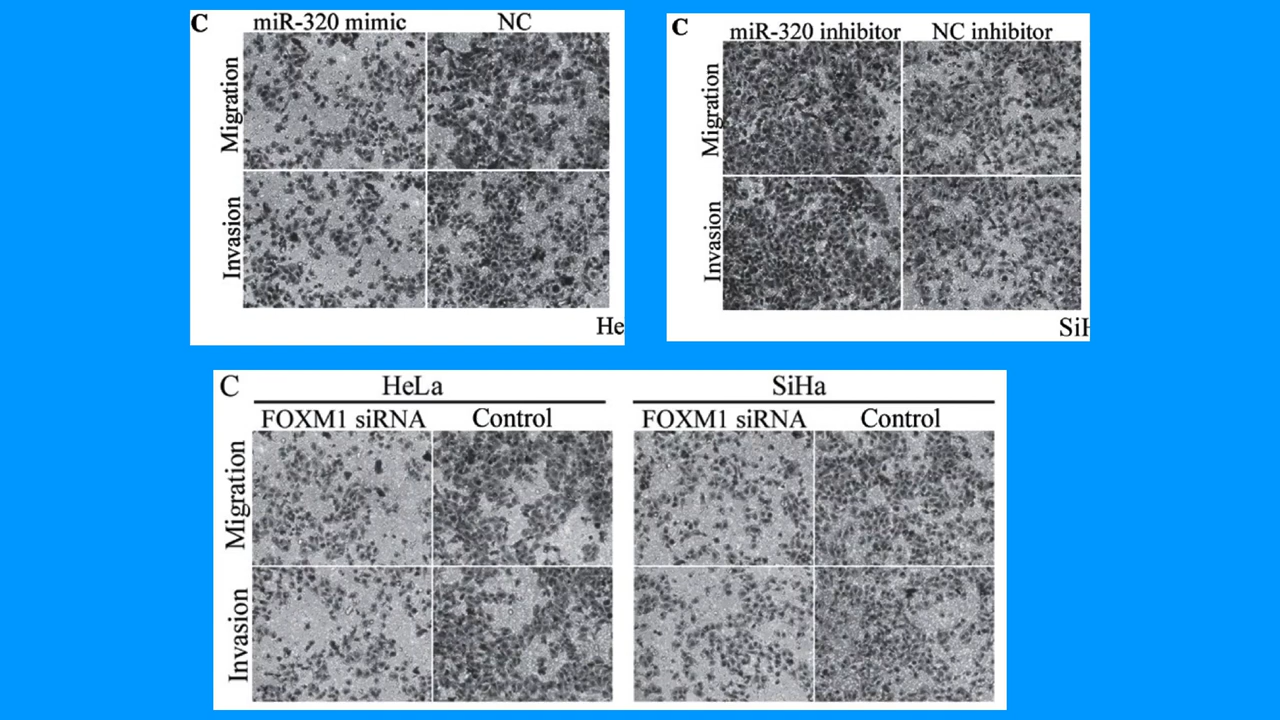 C
miR-320 mimic NC
Migration
Invasion
He
C
miR-320 inhibitor NC inhibitor
Migration
Invasion
SiH
C
HeLa SiHa
FOXM1 siRNA Control FOXM1 siRNA Control
Migration
Invasion